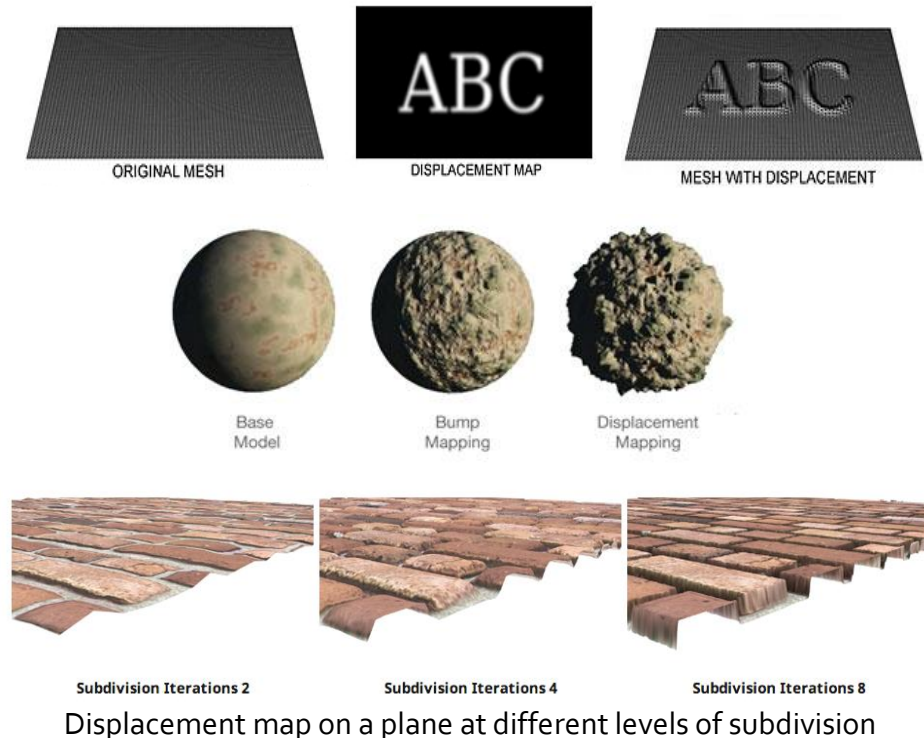 ABC
ABC
ORIGINAL MESH
DISPLACEMENT MAP
MESH WITH DISPLACEMENT
Base
Model
Bump
Mapping
Displacement
Mapping
Subdivision Iterations 2
Subdivision Iterations 4
Subdivision Iterations 8
Displacement map on a plane at different levels of subdivision